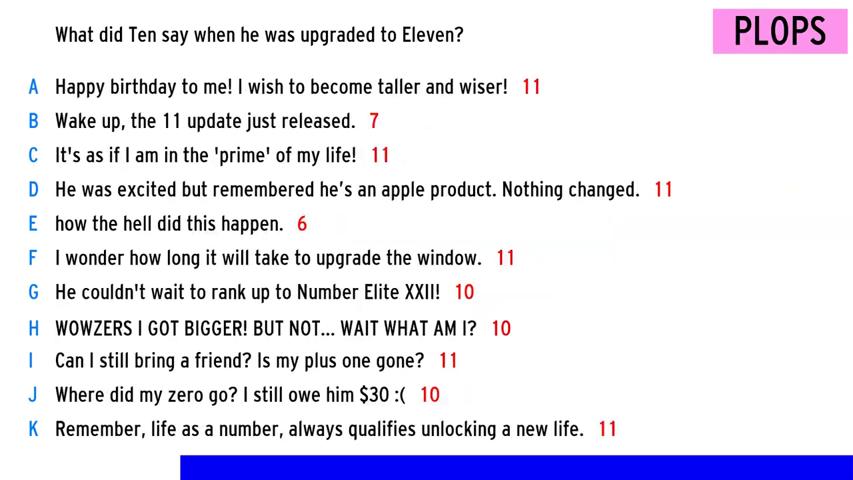 What did Ten say when he was upgraded to Eleven?
PLOPS
A Happy birthday to me! I wish to become taller and wiser! 11
B Wake up, the 11 update just released. 7
C It's as if I am in the 'prime' of my life! 11
D He was excited but remembered he’s an apple product. Nothing changed. 11
E how the hell did this happen. 6
F I wonder how long it will take to upgrade the window. 11
G He couldn't wait to rank up to Number Elite XXII! 10
H WOWZERS I GOT BIGGER! BUT NOT... WAIT WHAT AM I? 10
I Can I still bring a friend? Is my plus one gone? 11
J Where did my zero go? I still owe him $30 :( 10
K Remember, life as a number, always qualifies unlocking a new life. 11